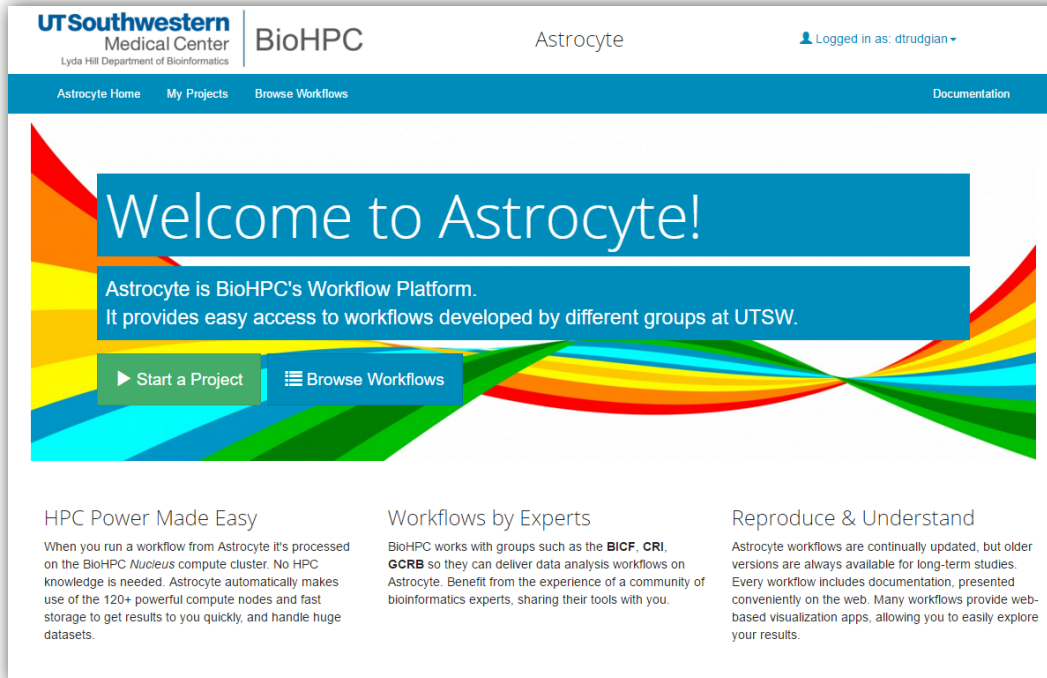 UTSouthwestern
Medical Center
Lyda Hill Department of Bioinformatics
BioHPC
Astrocyte
Logged in as: dtrudgian
Astrocyte Home My Projects Browse Workflows Documentation
Welcome to Astrocyte!
Astrocyte is BioHPC's Workflow Platform.
It provides easy access to workflows developed by different groups at UTSW.
Start a Project
Browse Workflows
HPC Power Made Easy
When you run a workflow from Astrocyte it's processed
on the BioHPC Nucleus compute cluster. No HPC
knowledge is needed. Astrocyte automatically makes
use of the 120+ powerful compute nodes and fast
storage to get results to you quickly, and handle huge
datasets.
Workflows by Experts
BioHPC works with groups such as the BICF, CRI,
GCRB so they can deliver data analysis workflows on
Astrocyte. Benefit from the experience of a community of
bioinformatics experts, sharing their tools with you.
Reproduce & Understand
Astrocyte workflows are continually updated, but older
versions are always available for long-term studies.
Every workflow includes documentation, presented
conveniently on the web. Many workflows provide web-
based visualization apps, allowing you to easily explore
your results.